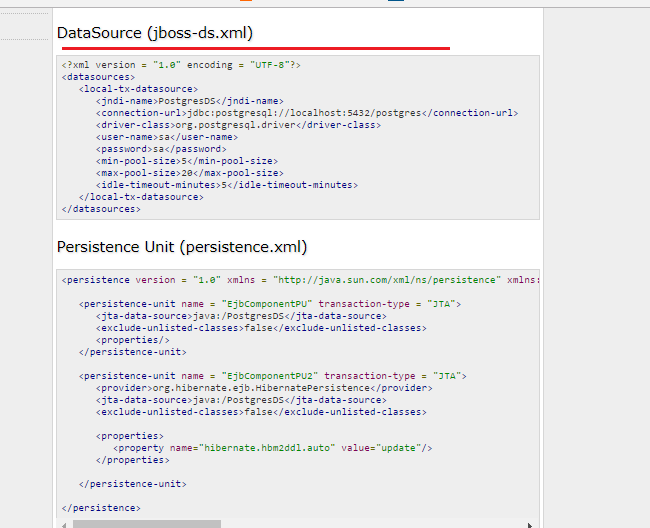 DataSource (jboss-ds.xml)
<?xml version = "1.0" encoding = "UTF-8"?>
<datasources>
<local-tx-datasource>
<jndi-name>PostgresDS</jndi-name>
<connection-url>jdbc:postgresql://localhost:5432/postgres</connection-url>
<driver-class>org.postgresql.driver</driver-class>
<user-name>sa</user-name>
<password>sa</password>
<min-pool-size>5</min-pool-size>
<max-pool-size>20</max-pool-size>
<idle-timeout-minutes>5</idle-timeout-minutes>
</local-tx-datasource>
</datasources>
Persistence Unit (persistence.xml)
<persistence version = "1.0" xmlns = "http://java.sun.com/xml/ns/persistence" xmlns:
<persistence-unit name = "EjbComponentPU" transaction-type = "JTA">
<jta-data-source>java:/PostgresDS</jta-data-source>
<exclude-unlisted-classes>false</exclude-unlisted-classes>
<properties/>
</persistence-unit>
<persistence-unit name = "EjbComponentPU2" transaction-type = "JTA">
<provider>org.hibernate.ejb.HibernatePersistence</provider>
<jta-data-source>java:/PostgresDS</jta-data-source>
<exclude-unlisted-classes>false</exclude-unlisted-classes>
<properties>
<property name="hibernate.hbm2ddl.auto" value="update"/>
</properties>
</persistence-unit>
</persistence>